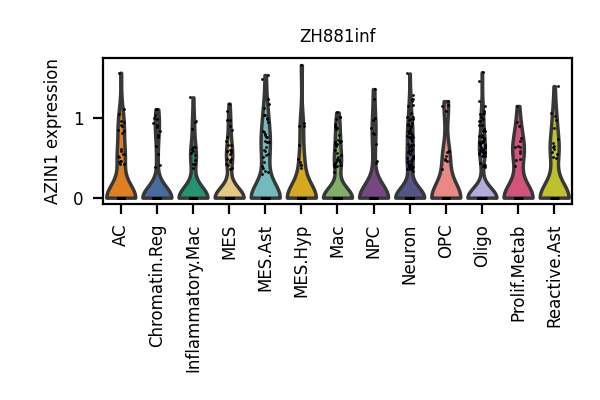 ZH881inf
AZIN1 expression
1
0
AC
Chromatin.Reg
Inflammatory.Mac
MES
MES.Ast
MES.Hyp
Mac
NPC
Neuron
OPC
Oligo
Prolif.Metab
Reactive.Ast